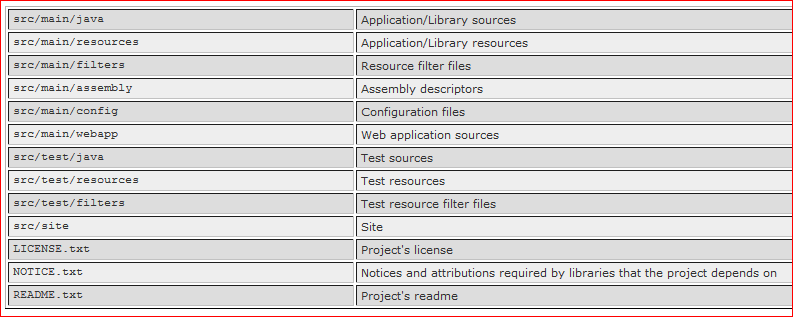 src/main/java Application/Library sources
src/main/resources Application/Library resources
src/main/filters Resource filter files
src/main/assembly Assembly descriptors
src/main/config Configuration files
src/main/webapp Web application sources
src/test/java Test sources
src/test/resources Test resources
src/test/filters Test resource filter files
src/site Site
LICENSE.txt Project's license
NOTICE.txt Notices and attributions required by libraries that the project depends on
README.txt Project's readme